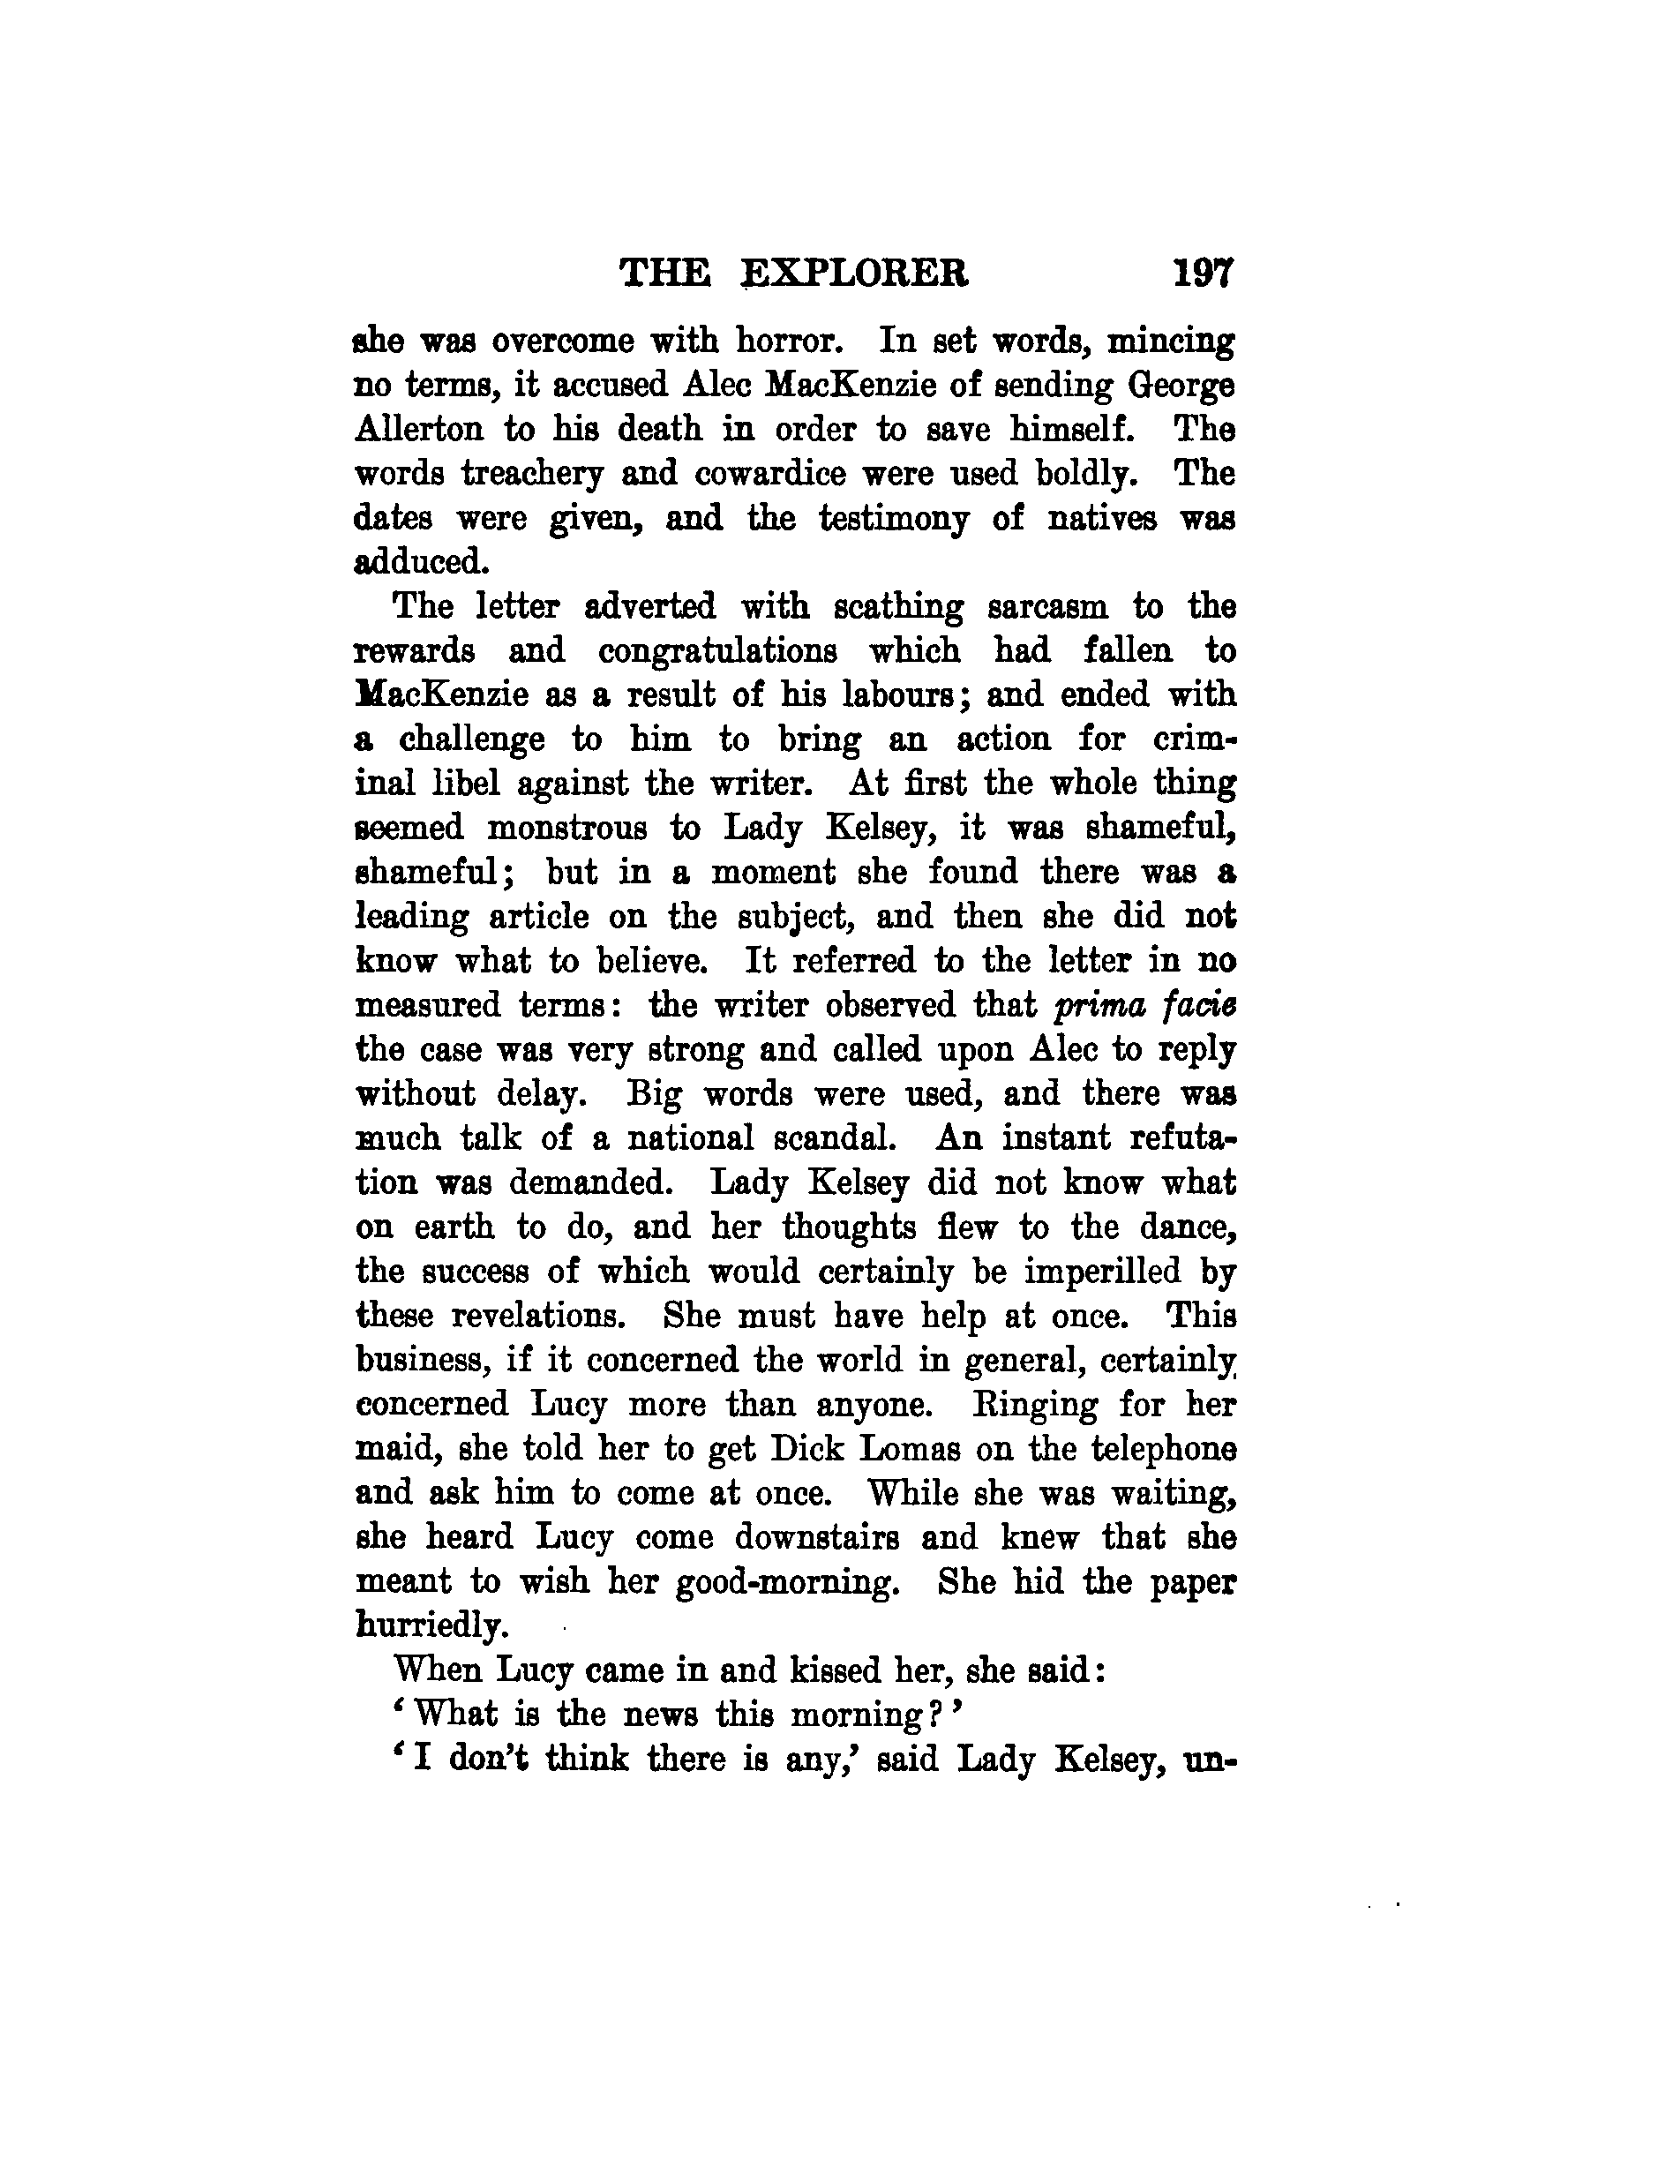 THE EXPLORER 197
she was overcome with horror. In set words, mincing
no terms, it accused Alec MacKenzie of sending George
Allerton to his death in order to save himself. The
words treachery and cowardice were used boldly. The
dates were given, and the testimony of natives was
adduced.
The letter adverted with scathing sarcasm to the
rewards and congratulations which had fallen to
MacKenzie as a result of his labours; and ended with
a challenge to him to bring an action for crim-
inal libel against the writer. At first the whole thing
seemed monstrous to Lady Kelsey, it was shameful,
shameful; but in a moment she found there was a
leading article on the subject, and then she did not
know what to believe. It referred to the letter in no
measured terms: the writer observed that prima facie
the case was very strong and called upon Alec to reply
without delay. Big words were used, and there was
much talk of a national scandal. An instant refuta-
tion was demanded. Lady Kelsey did not know what
on earth to do, and her thoughts flew to the dance,
the success of which would certainly be imperilled by
these revelations. She must have help at once. This
business, if it concerned the world in general, certainly
concerned Lucy more than anyone. Ringing for her
maid, she told her to get Dick Lomas on the telephone
and ask him to come at once. While she was waiting,
she heard Lucy come downstairs and knew that she
meant to wish her good-morning. She hid the paper
hurriedly.
When Lucy came in and kissed her, she said:
‘What is the news this morning?’
‘I don’t think there is any,’ said Lady Kelsey, un-